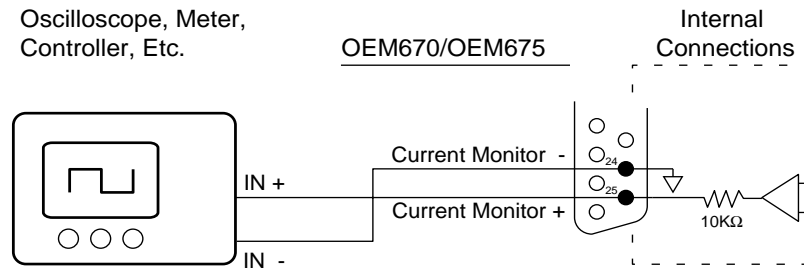 Oscilloscope, Meter,
Controller, Etc.
OEM670/OEM675
Internal
Connections
Current Monitor -
24
IN +
25
Current Monitor +
10KΩ
IN -